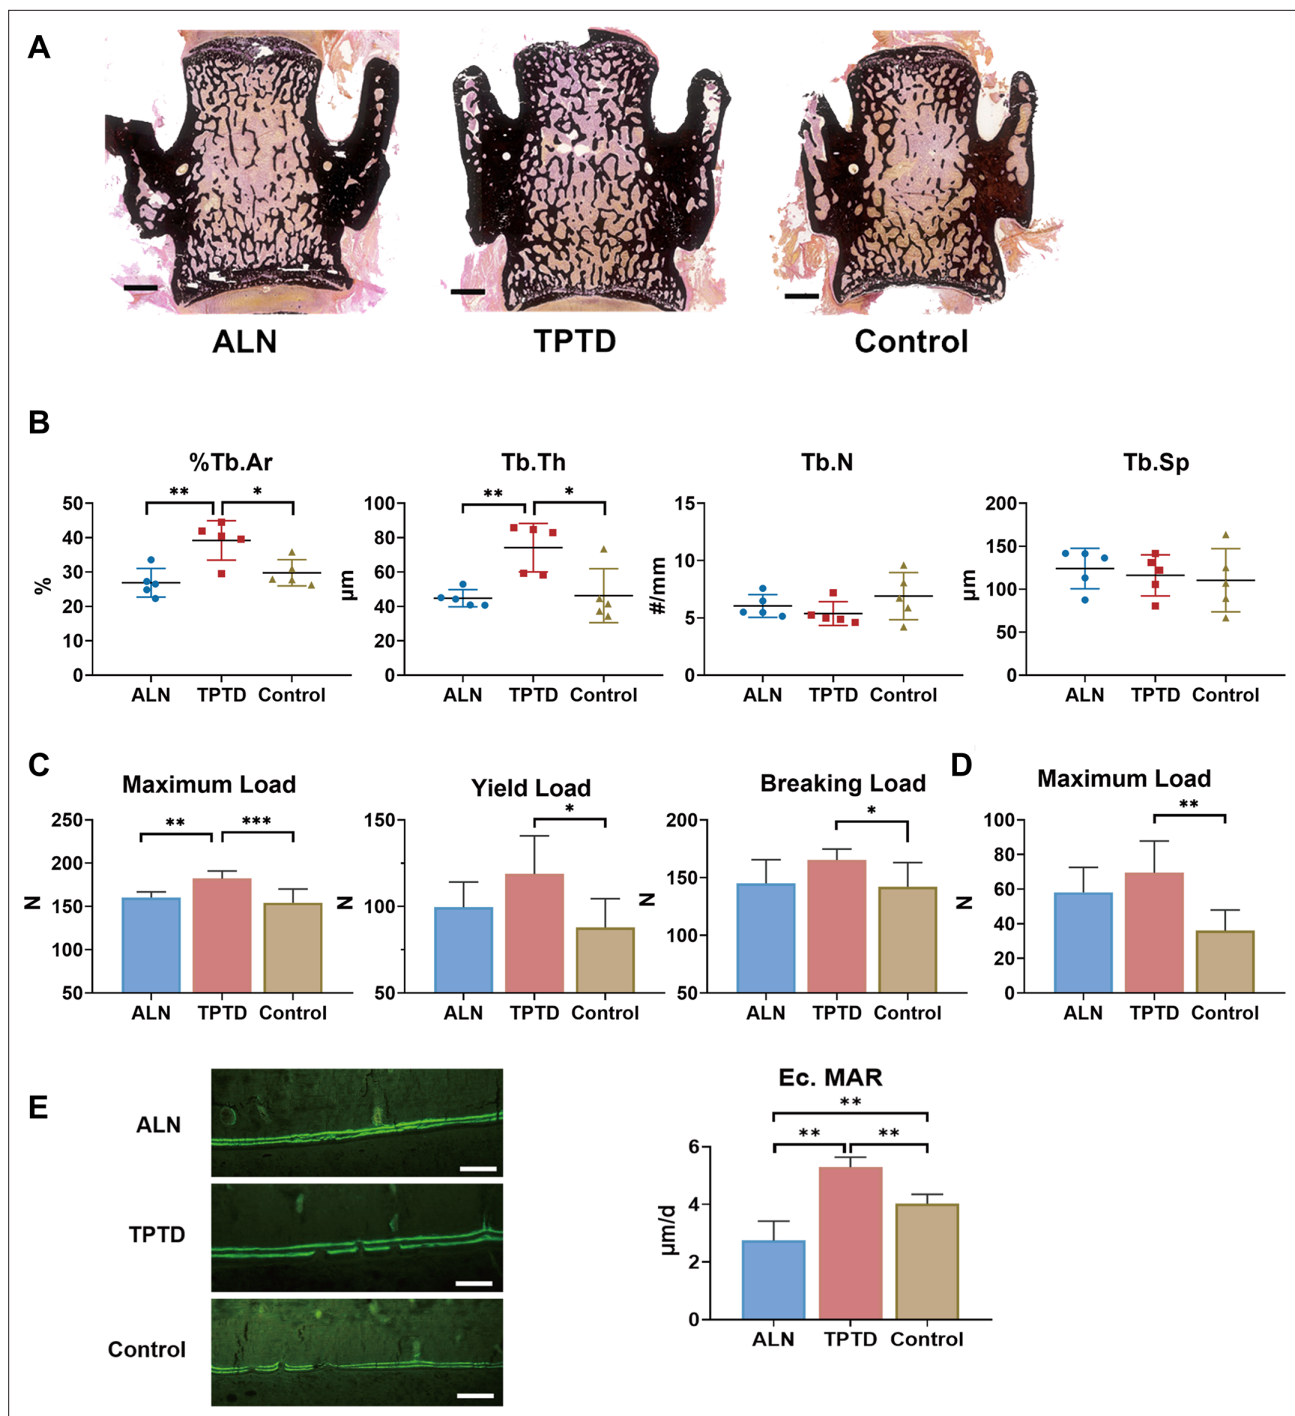 A
ALN
TPTD
Control
B
%Tb.Ar
Tb.Th
Tb.N
Tb.Sp
** *
** *
50
40
30
20
10
0
%
ALN TPTD Control
100
80
60
40
20
0
µm
ALN TPTD Control
15
10
5
0
#/mm
ALN TPTD Control
200
150
100
50
0
µm
ALN TPTD Control
C
Maximum Load
** ***
250
200
150
100
50
N
ALN TPTD Control
Yield Load
*
150
100
50
N
ALN TPTD Control
Breaking Load
*
200
150
100
50
N
ALN TPTD Control
D
Maximum Load
**
100
80
60
40
20
0
N
ALN TPTD Control
E
ALN
TPTD
Control
Ec. MAR
**
** **
6
4
2
0
µm/d
ALN TPTD Control